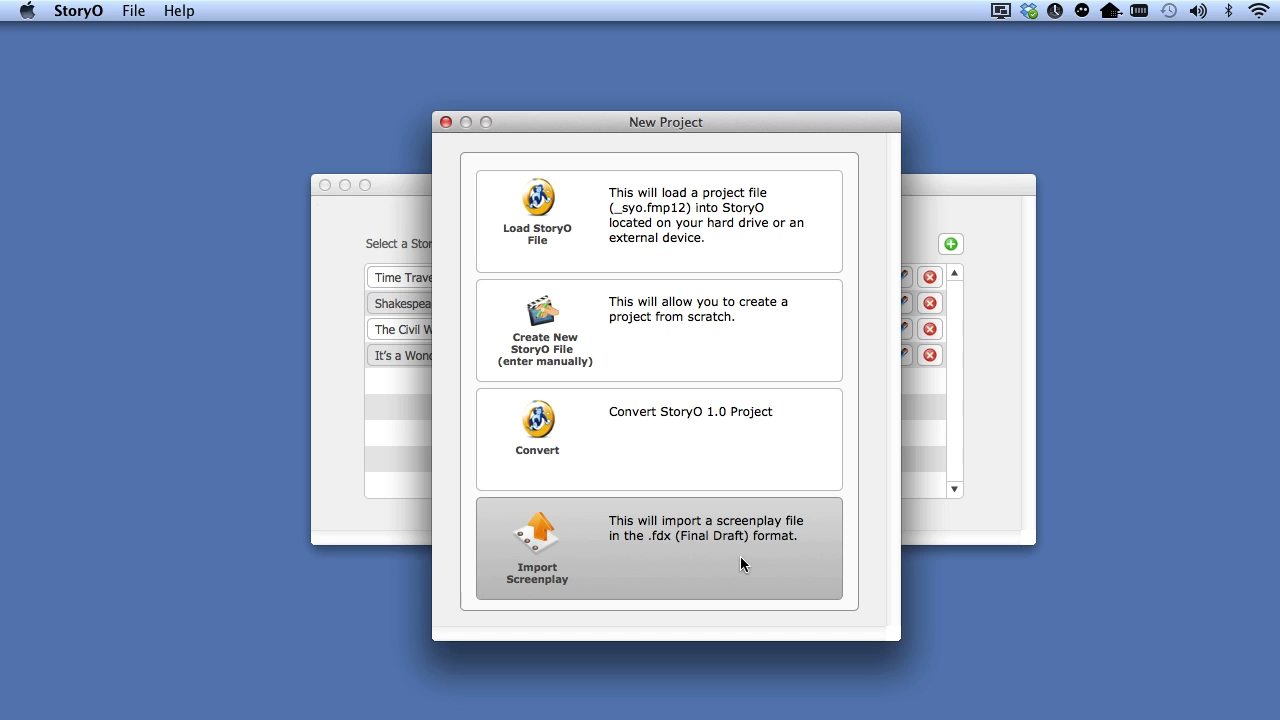 StoryO File Help
New Project
Load StoryO
File
This will load a project file
(_syo.fmp12) into StoryO
located on your hard drive or an
external device.
Create New
StoryO File
(enter manually)
This will allow you to create a
project from scratch.
Convert
Convert StoryO 1.0 Project
Import
Screenplay
This will import a screenplay file
in the .fdx (Final Draft) format.
Select a Stor
Time Trave
Shakespea
The Civil W
It's a Wond